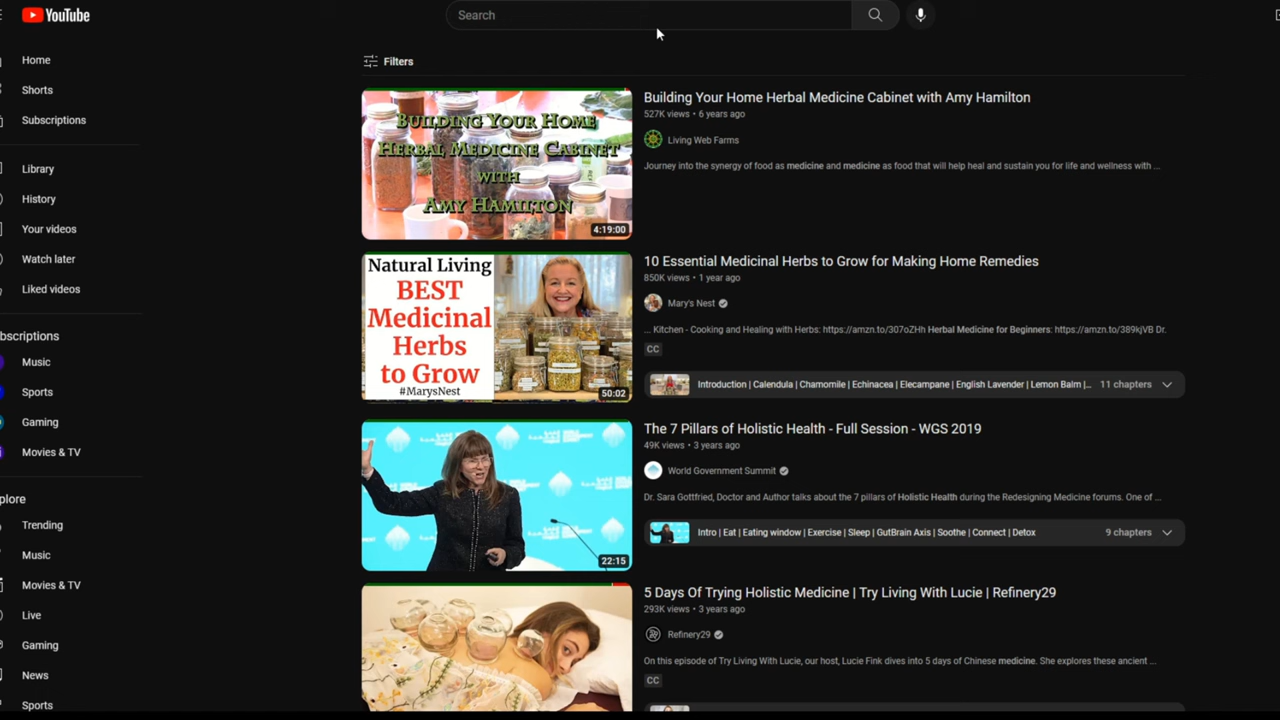 YouTube
Search
Home
Shorts
Subscriptions
Library
History
Your videos
Watch later
Liked videos
bscriptions
Music
Sports
Gaming
Movies & TV
plore
Trending
Music
Movies & TV
Live
Gaming
News
Sports
Filters
BUILDING YOUR HOME
HERBAL MEDICINE CABINET
WITH
AMY HAMILTON
4:19:00
Building Your Home Herbal Medicine Cabinet with Amy Hamilton
527K views • 6 years ago
Living Web Farms
Journey into the synergy of food as medicine and medicine as food that will help heal and sustain you for life and wellness with ...
Natural Living
BEST
Medicinal
Herbs
to Grow
#MarysNest
50:02
10 Essential Medicinal Herbs to Grow for Making Home Remedies
850K views • 1 year ago
Mary's Nest
... Kitchen - Cooking and Healing with Herbs: https://amzn.to/307oZHh Herbal Medicine for Beginners: https://amzn.to/389kjVB Dr.
CC
Introduction | Calendula | Chamomile | Echinacea | Elecampane | English Lavender | Lemon Balm |... 11 chapters
22:15
The 7 Pillars of Holistic Health - Full Session - WGS 2019
49K views • 3 years ago
World Government Summit
Dr. Sara Gottfried, Doctor and Author talks about the 7 pillars of Holistic Health during the Redesigning Medicine forums. One of ...
Intro | Eat | Eating window | Exercise | Sleep | GutBrain Axis | Soothe | Connect | Detox 9 chapters
5 Days Of Trying Holistic Medicine | Try Living With Lucie | Refinery29
293K views • 3 years ago
Refinery29
On this episode of Try Living With Lucie, our host, Lucie Fink dives into 5 days of Chinese medicine. She explores these ancient ...
CC